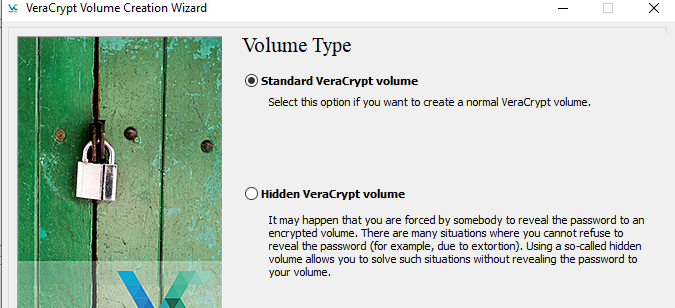 VeraCrypt Volume Creation Wizard
Volume Type
Standard VeraCrypt volume
Select this option if you want to create a normal VeraCrypt volume.
Hidden VeraCrypt volume
It may happen that you are forced by somebody to reveal the password to an
encrypted volume. There are many situations where you cannot refuse to
reveal the password (for example, due to extortion). Using a so-called hidden
volume allows you to solve such situations without revealing the password to
your volume.